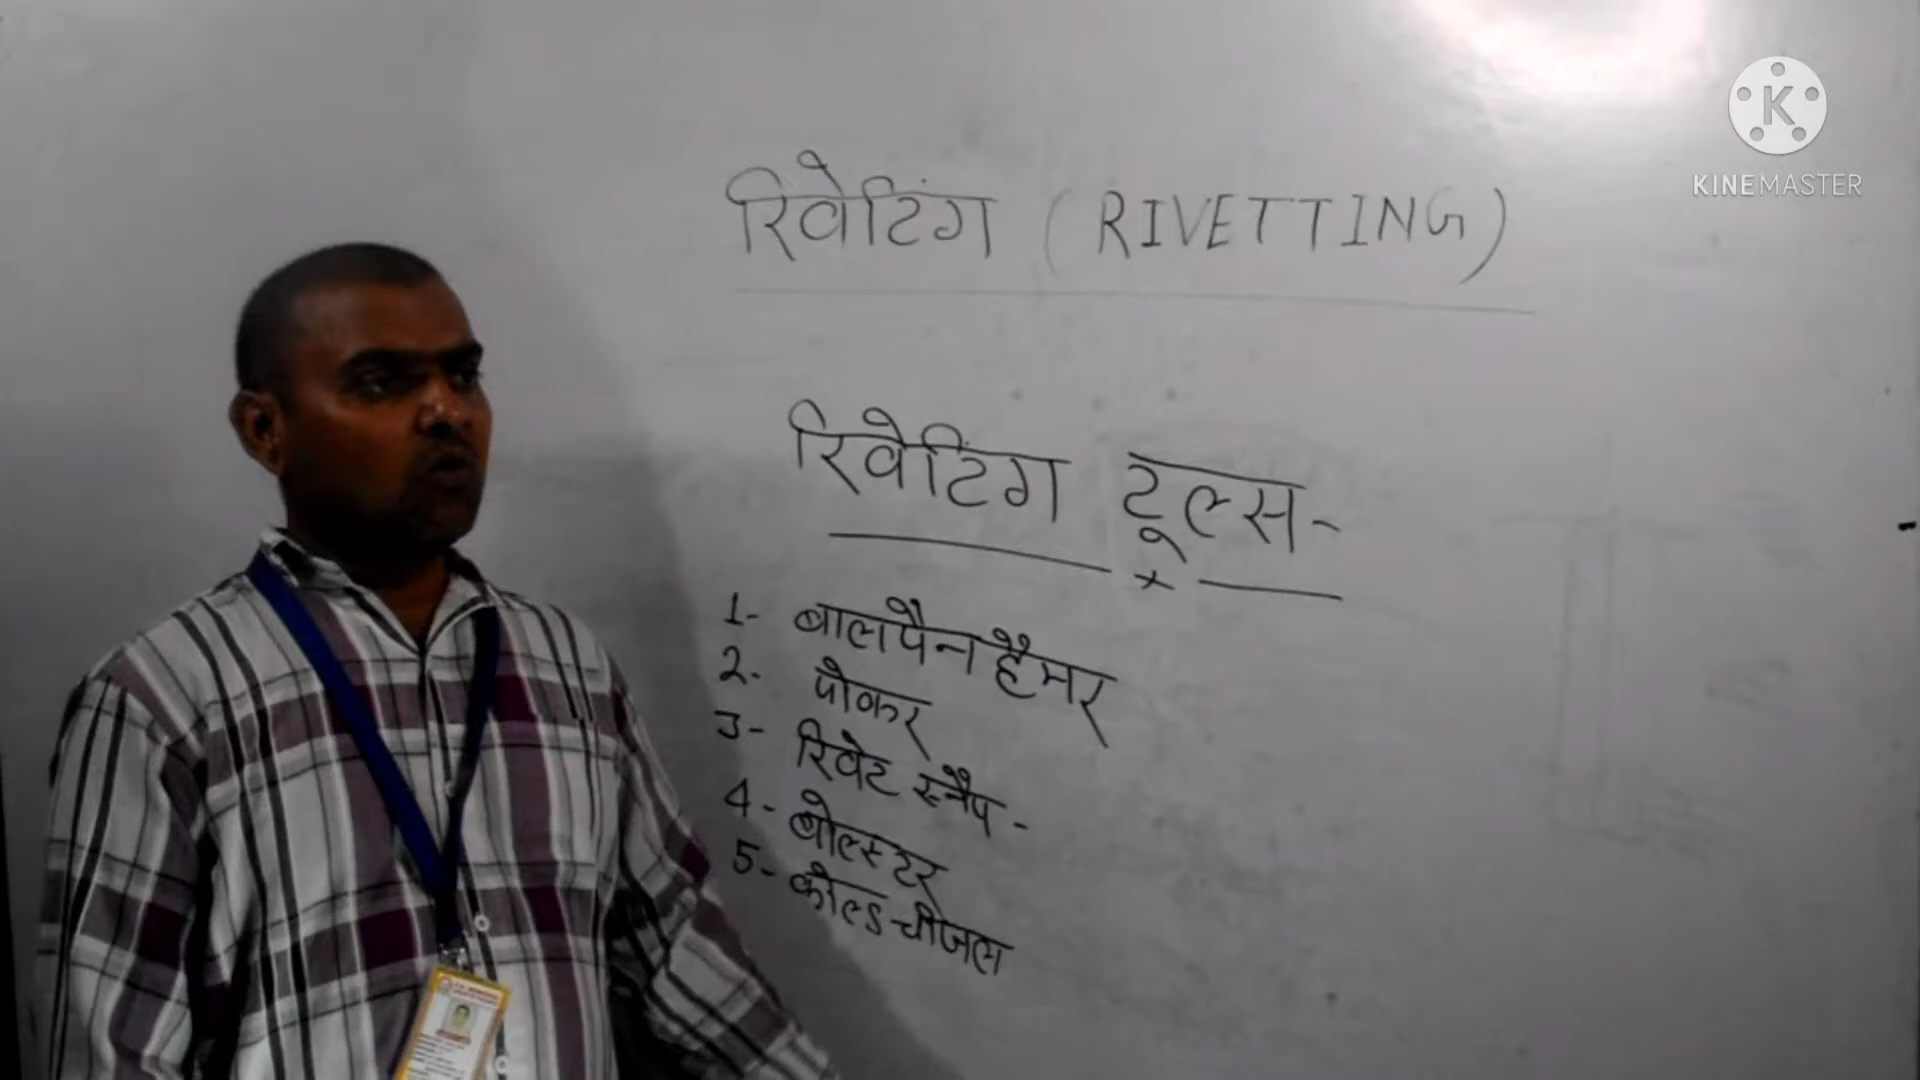 KINEMASTER
रिवेटिंग (RIVETTING)
रिवेटिंग टूल्स-
1- बालपैन हैमर
2- पोकर
3- रिवेट स्नैप -
4- बोल्स्टर
5- कोल्ड चीजल